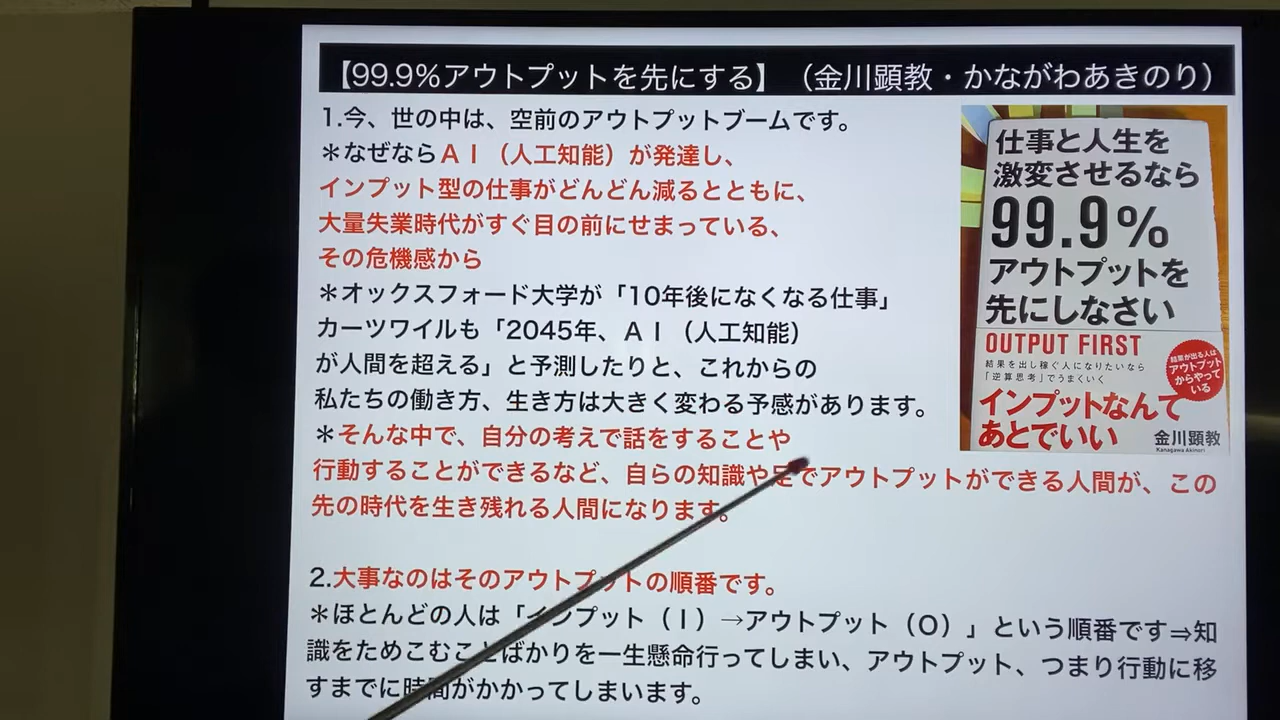 【99.9%アウトプットを先にする】（金川顕教・かながわあきのり）
1.今、世の中は、空前のアウトプットブームです。
＊なぜならＡＩ（人工知能）が発達し、
インプット型の仕事がどんどん減るとともに、
大量失業時代がすぐ目の前にせまっている、
その危機感から
＊オックスフォード大学が「10年後になくなる仕事」
カーツワイルも「2045年、ＡＩ（人工知能）
が人間を超える」と予測したりと、これからの
私たちの働き方、生き方は大きく変わる予感があります。
＊そんな中で、自分の考えで話をすることや
行動することができるなど、自らの知識や足でアウトプットができる人間が、この
先の時代を生き残れる人間になります。
2.大事なのはそのアウトプットの順番です。
＊ほとんどの人は「インプット（Ｉ）→アウトプット（Ｏ）」という順番です⇒知
識をためこむことばかりを一生懸命行ってしまい、アウトプット、つまり行動に移
すまでに時間がかかってしまいます。
仕事と人生を
激変させるなら
99.9%
アウトプットを
先にしなさい
OUTPUT FIRST
結果を出し稼ぐ人になりたいなら
「逆算思考」でうまくいく
結果が出る人は
アウトプット
からやって
いる
インプットなんて
あとでいい
金川顕教
Kanagawa Akinori